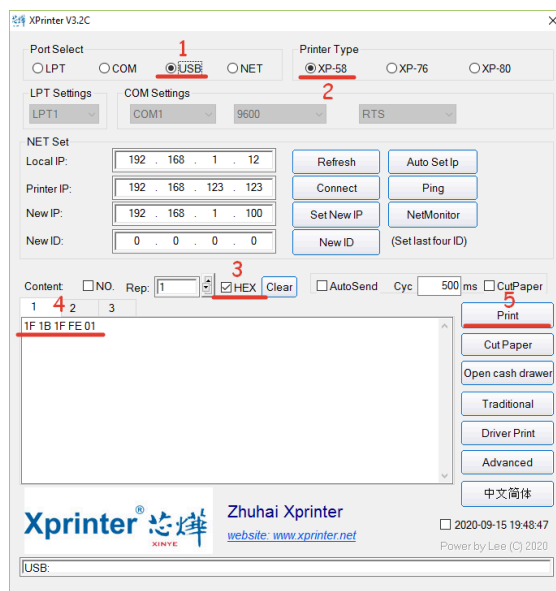 XPrinter V3.2C
Port Select
1
LPT COM USB NET
Printer Type
XP-58 XP-76 XP-80
2
LPT Settings
LPT1
COM Settings
COM1 9600 RTS
NET Set
Local IP: 192 . 168 . 1 . 12 Refresh Auto Set Ip
Printer IP: 192 . 168 . 123 . 123 Connect Ping
New IP: 192 . 168 . 1 . 100 Set New IP NetMonitor
New ID: 0 . 0 . 0 . 0 New ID (Set last four ID)
3
Content: NO. Rep: 1 HEX Clear AutoSend Cyc 500 ms CutPaper
1 4 2 3
5
Print
1F 1B 1F FE 01
Cut Paper
Open cash drawer
Traditional
Driver Print
Advanced
中文简体
Xprinter® 芯烨
XINYE
Zhuhai Xprinter
website: www.xprinter.net
2020-09-15 19:48:47
Power by Lee (C) 2020
USB: